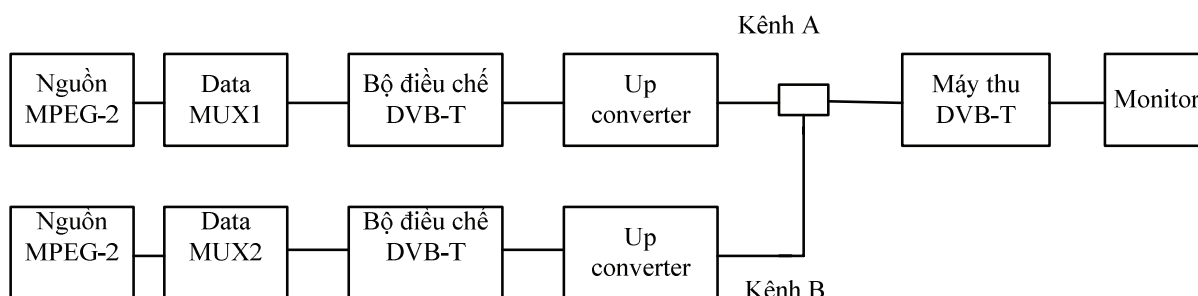 Kênh A
Nguồn
MPEG-2
Data
MUX1
Bộ điều chế
DVB-T
Up
converter
Máy thu
DVB-T
Monitor
Nguồn
MPEG-2
Data
MUX2
Bộ điều chế
DVB-T
Up
converter
Kênh B